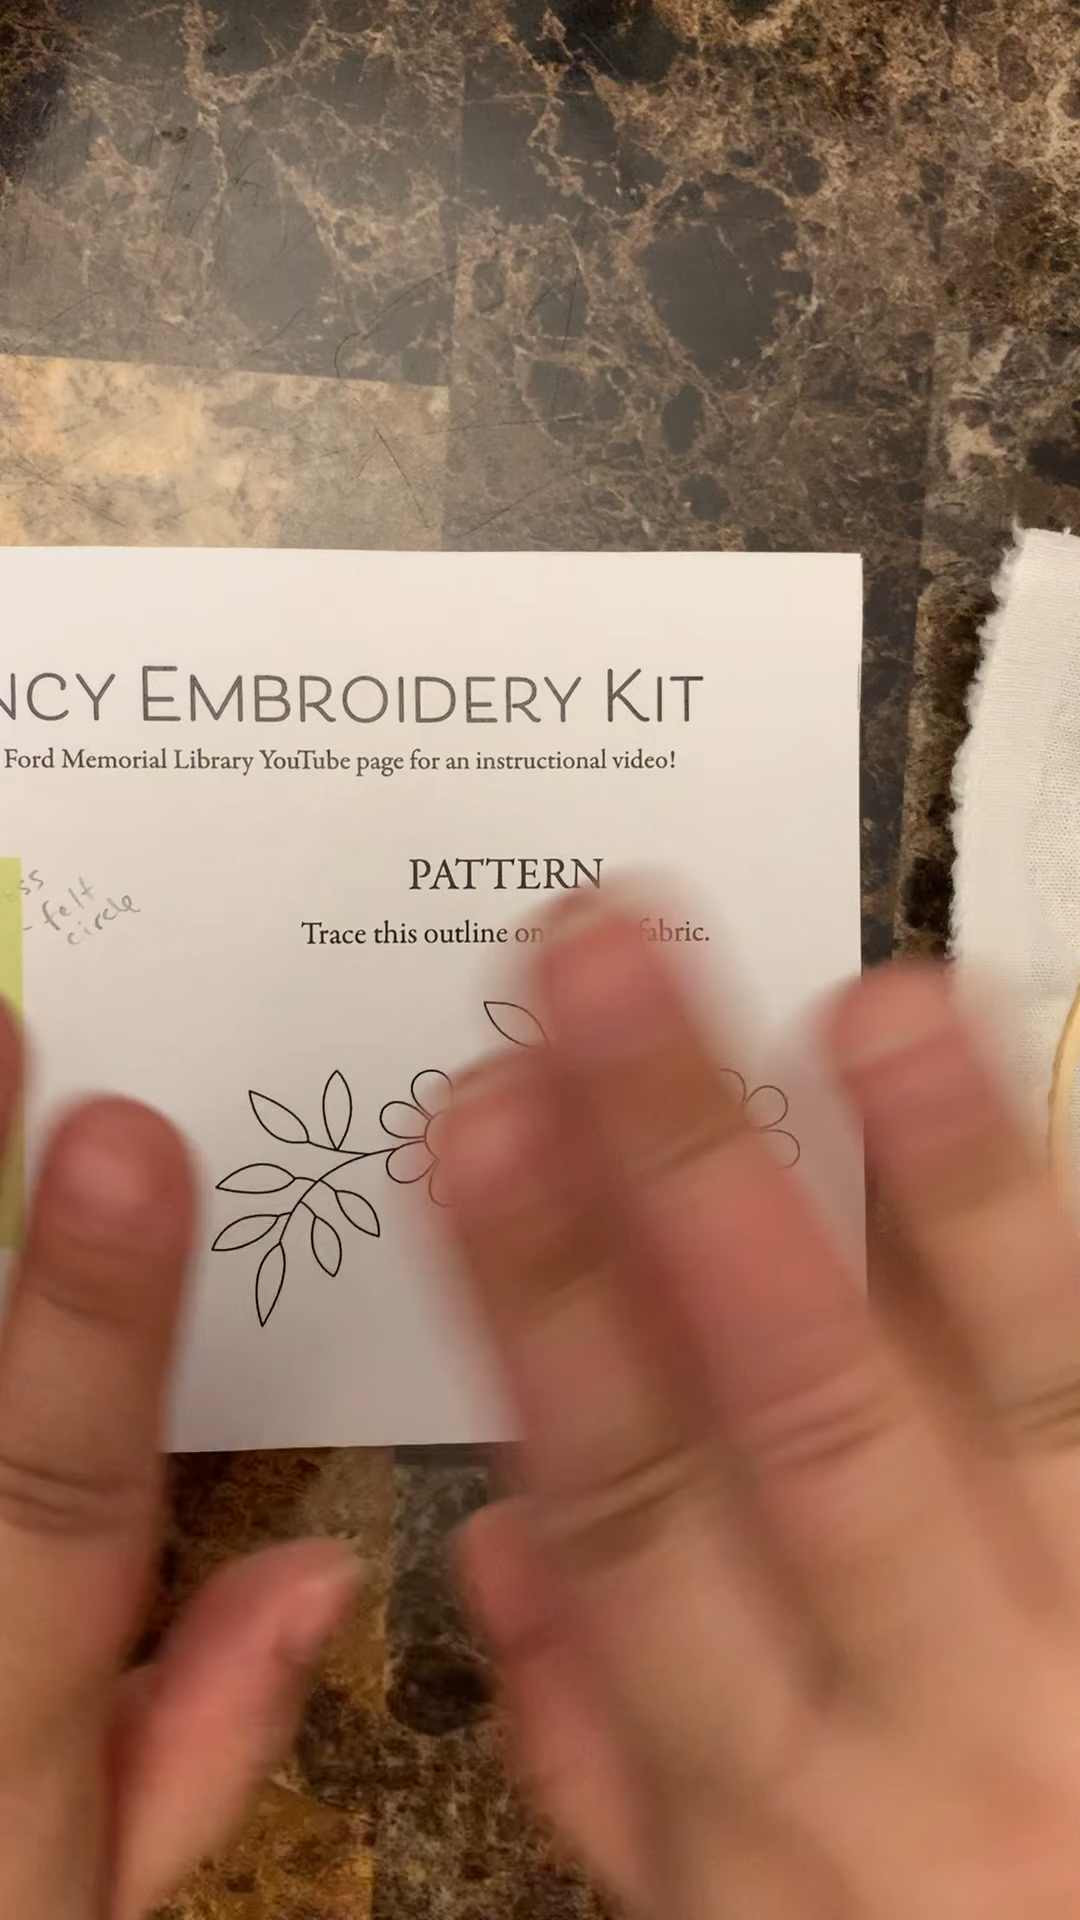 EMBROIDERY KIT
Ford Memorial Library YouTube page for an instructional video!
felt
circle
PATTERN
Trace this outline on fabric.